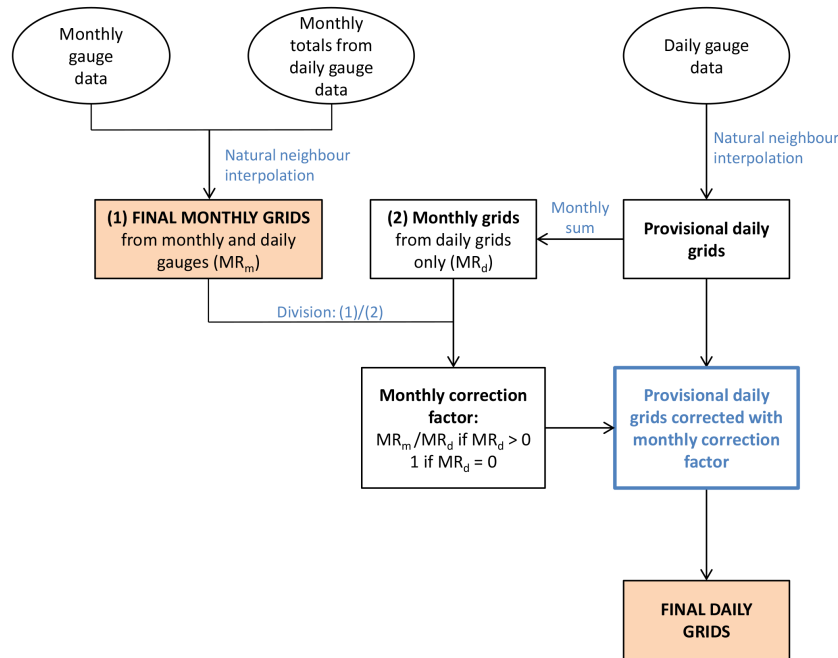 Monthly
gauge
data
Monthly
totals from
daily gauge
data
Daily gauge
data
Natural neighbour
interpolation
Natural neighbour
interpolation
(1) FINAL MONTHLY GRIDS
from monthly and daily
gauges (MRm)
(2) Monthly grids
from daily grids
only (MRd)
Monthly
sum
Provisional daily
grids
Division: (1)/(2)
Monthly correction
factor:
MRm/MRd if MRd > 0
1 if MRd = 0
Provisional daily
grids corrected with
monthly correction
factor
FINAL DAILY
GRIDS